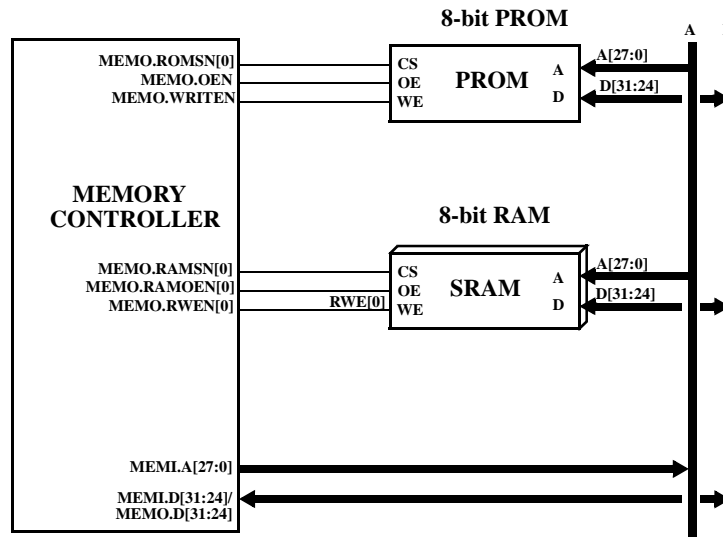 8-bit PROM
A
MEMO.ROMSN[0]
MEMO.OEN
MEMO.WRITEN
CS
OE
WE
PROM
A
D
A[27:0]
D[31:24]
MEMORY
CONTROLLER
8-bit RAM
MEMO.RAMSN[0]
MEMO.RAMOEN[0]
MEMO.RWEN[0]
RWE[0]
CS
OE
WE
SRAM
A
D
A[27:0]
D[31:24]
MEMI.A[27:0]
MEMI.D[31:24]/
MEMO.D[31:24]
A